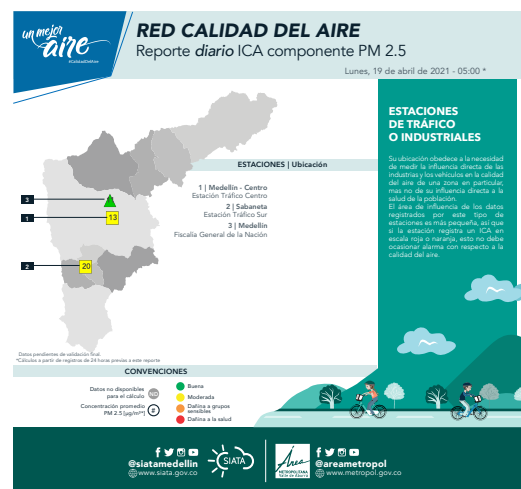 un mejor
aire
#CalidadDelAire
RED CALIDAD DEL AIRE
Reporte diario ICA componente PM 2.5
Lunes, 19 de abril de 2021 - 05:00 *
ESTACIONES
DE TRÁFICO
O INDUSTRIALES
Su ubicación obedece a la necesidad
de medir la influencia directa de las
industrias y los vehículos en la calidad
del aire de una zona en particular,
mas no de su influencia directa a la
salud de la población.
El área de influencia de los datos
registrados por este tipo de
estaciones es más pequeña, así que
si la estación registra un ICA en
escala roja o naranja, esto no debe
ocasionar alarma con respecto a la
calidad del aire.
ESTACIONES | Ubicación
1 | Medellín - Centro
Estación Tráfico Centro
2 | Sabaneta
Estación Tráfico Sur
3 | Medellín
Fiscalía General de la Nación
3
1
13
2
20
Datos pendientes de validación final.
*Cálculos a partir de registros de 24 horas previas a este reporte
CONVENCIONES
Datos no disponibles
para el cálculo
ND
Concentración promedio
PM 2.5 (µg/m³*)
#
Buena
Moderada
Dañina a grupos
sensibles
Dañina a la salud
@siatamedellin
www.siata.gov.co
SIATA
Área
METROPOLITANA
Valle de Aburrá
@areametropol
www.metropol.gov.co